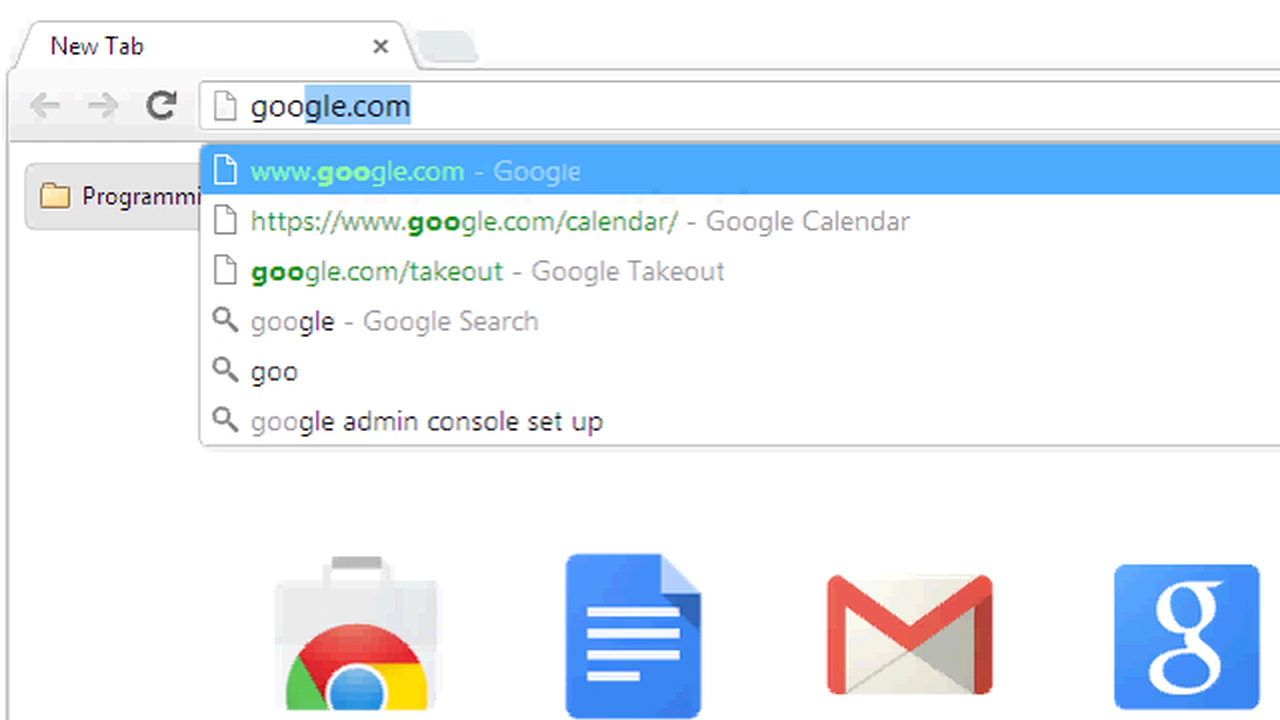 New Tab
google.com
Programmi
www.google.com - Google
https://www.google.com/calendar/ - Google Calendar
google.com/takeout - Google Takeout
google - Google Search
goo
google admin console set up
g